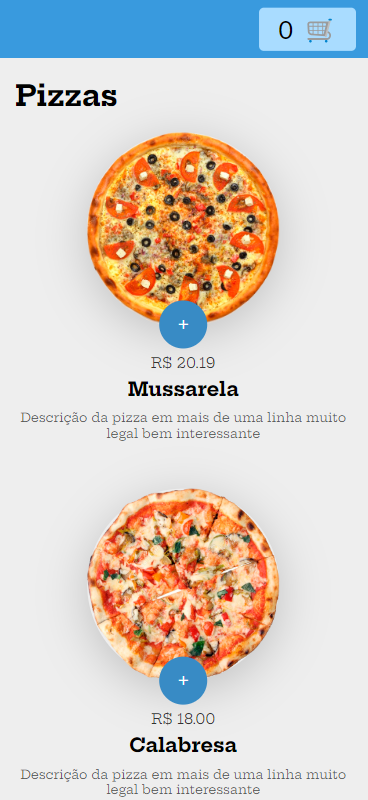 0
Pizzas
+
R$ 20.19
Mussarela
Descrição da pizza em mais de uma linha muito
legal bem interessante
+
R$ 18.00
Calabresa
Descrição da pizza em mais de uma linha muito
legal bem interessante